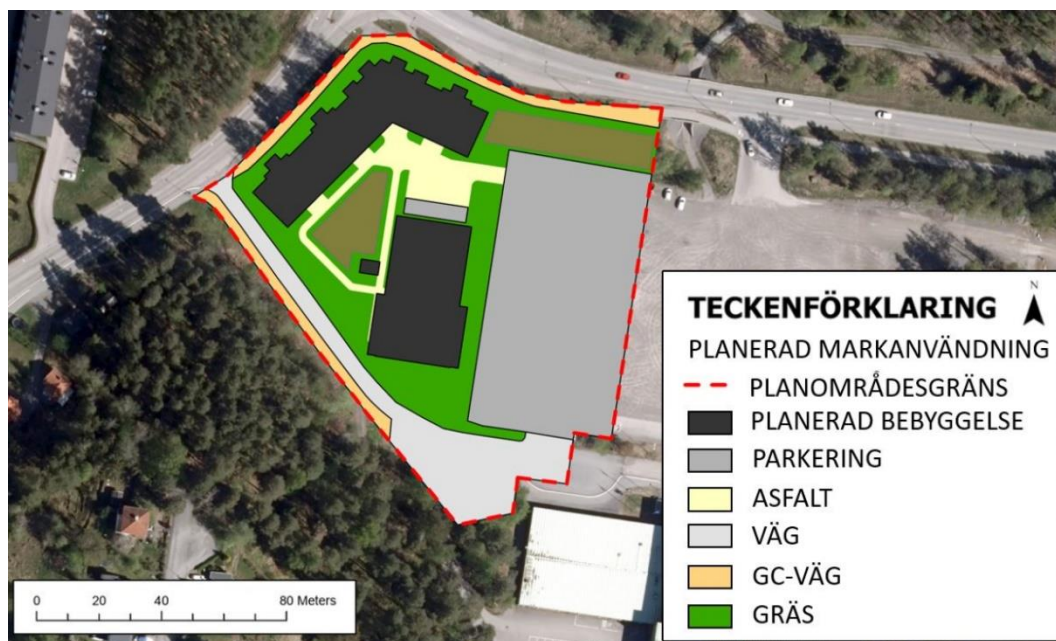 TECKENFÖRKLARING
N
PLANERAD MARKANVÄNDNING
PLANOMRÅDESGRÄNS
PLANERAD BEBYGGELSE
PARKERING
ASFALT
VÄG
GC-VÄG
GRÄS
0 20 40 80 Meters